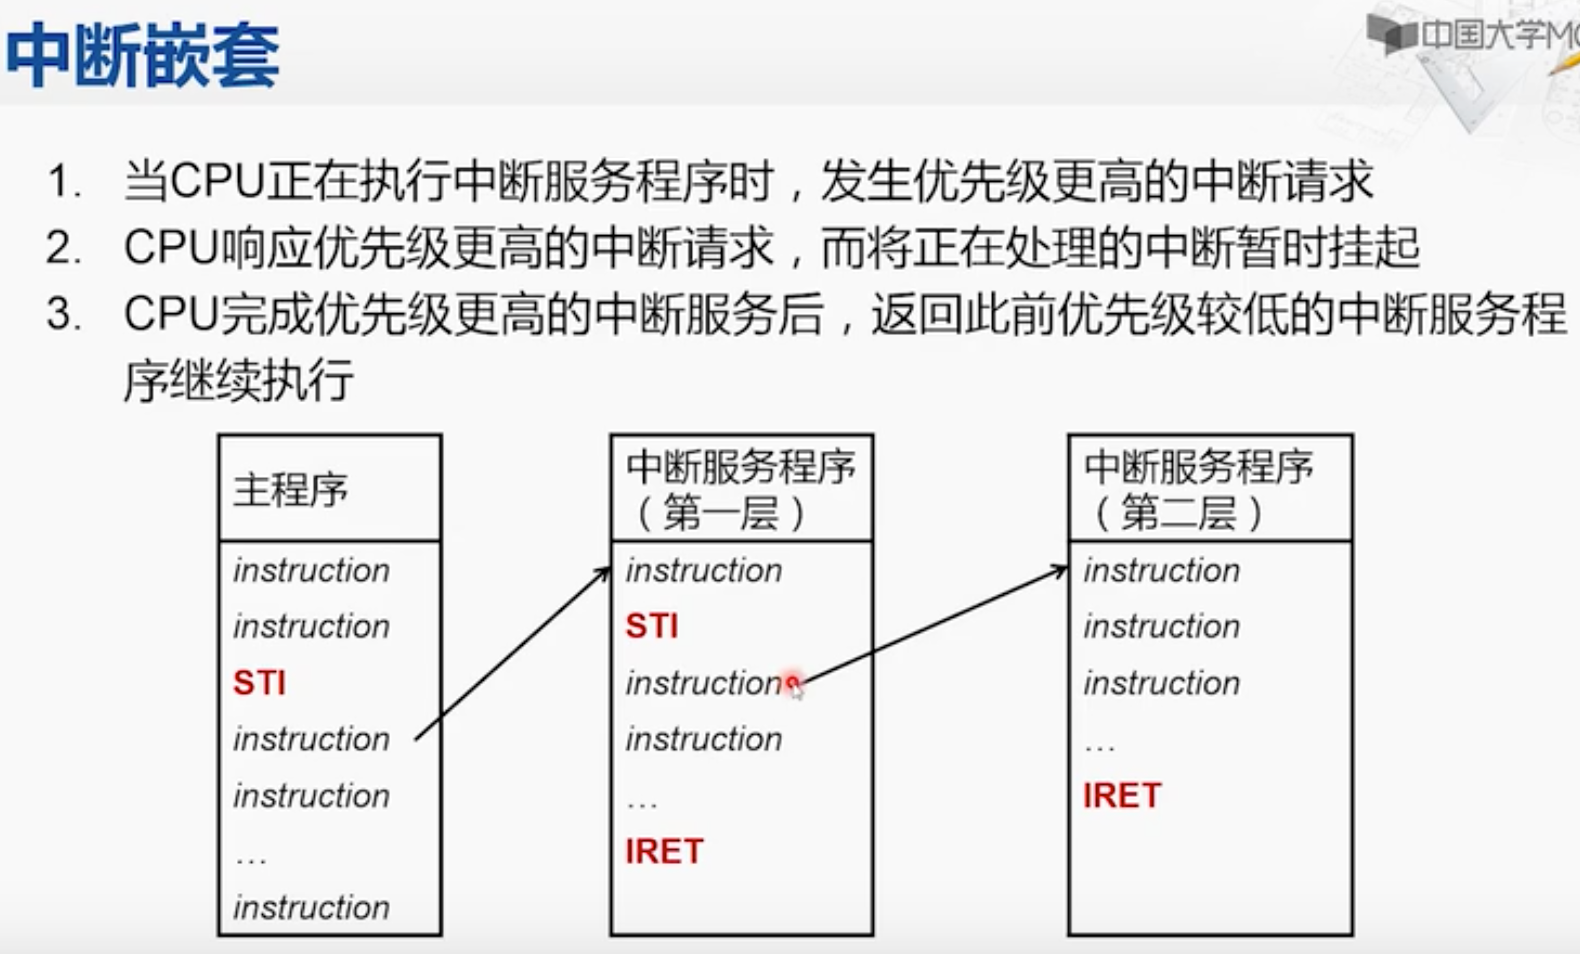 中断嵌套
中国大学MO
1. 当CPU正在执行中断服务程序时，发生优先级更高的中断请求
2. CPU响应优先级更高的中断请求，而将正在处理的中断暂时挂起
3. CPU完成优先级更高的中断服务后，返回此前优先级较低的中断服务程
序继续执行
主程序
instruction
instruction
STI
instruction
instruction
...
instruction
中断服务程序
（第一层）
instruction
STI
instruction
instruction
...
IRET
中断服务程序
（第二层）
instruction
instruction
instruction
...
IRET